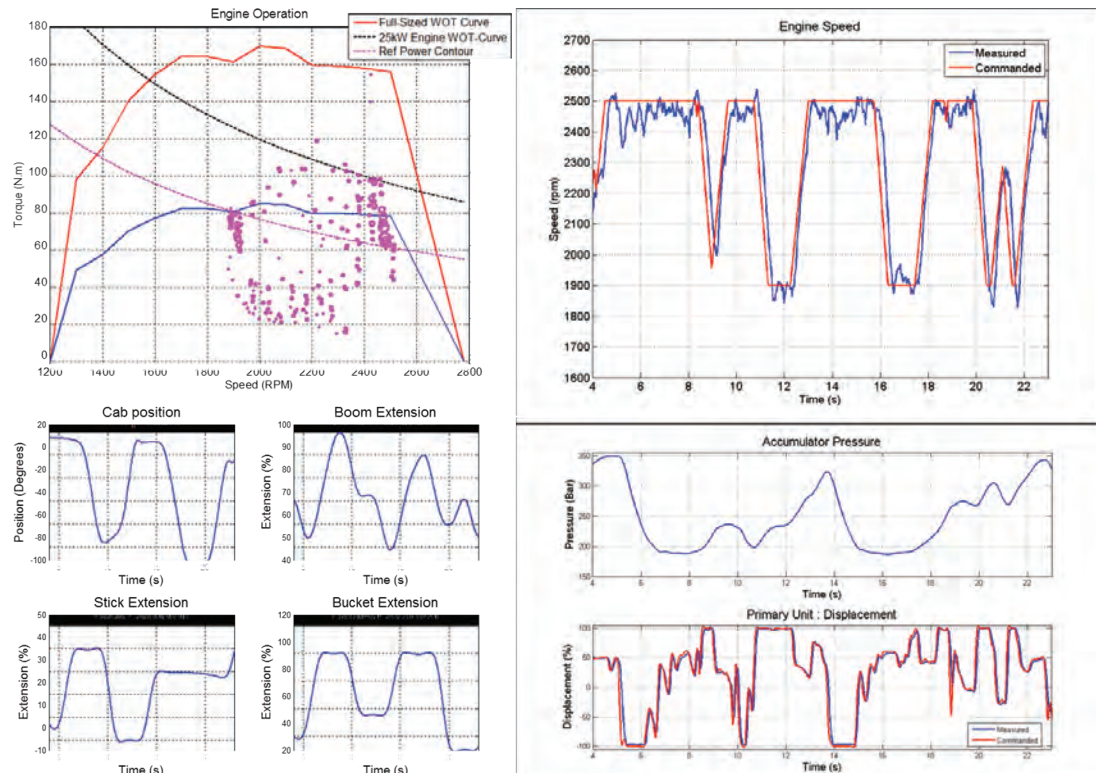 Engine Operation
Full-Sized WOT Curve
25kW Engine WOT-Curve
Ref Power Contour
180
160
140
120
100
80
60
40
20
0
Torque (N.m)
1200 1400 1600 1800 2000 2200 2400 2600 2800
Speed (RPM)
Engine Speed
Measured
Commanded
2700
2600
2500
2400
2300
2200
2100
2000
1900
1800
1700
1600
Speed (rpm)
4 6 8 10 12 14 16 18 20 22
Time (s)
Cab position
20
0
-20
-40
-60
-80
-100
Position (Degrees)
Time (s)
Boom Extension
100
90
80
70
60
50
40
Extension (%)
Time (s)
Stick Extension
50
40
30
20
10
0
-10
Extension (%)
Time (s)
Bucket Extension
120
100
80
60
40
20
Extension (%)
Time (s)
Accumulator Pressure
350
300
250
200
150
Pressure (Bar)
4 6 8 10 12 14 16 18 20 22
Time (s)
Primary Unit : Displacement
100
50
0
-50
-100
Displacement (%)
Measured
Commanded
4 6 8 10 12 14 16 18 20 22
Time (s)